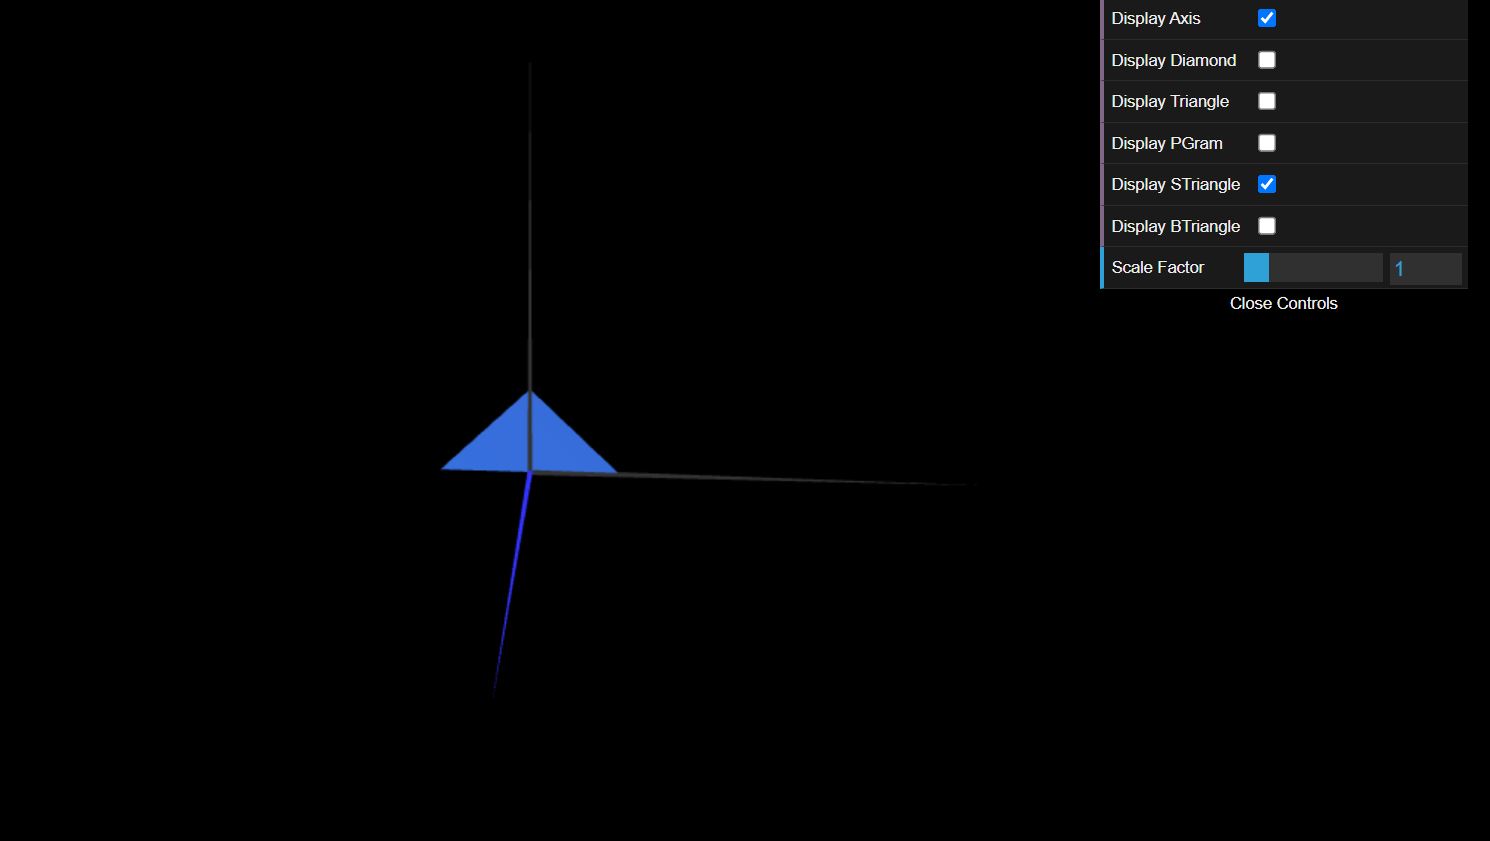 Display Axis
Display Diamond
Display Triangle
Display PGram
Display STriangle
Display BTriangle
Scale Factor 1
Close Controls